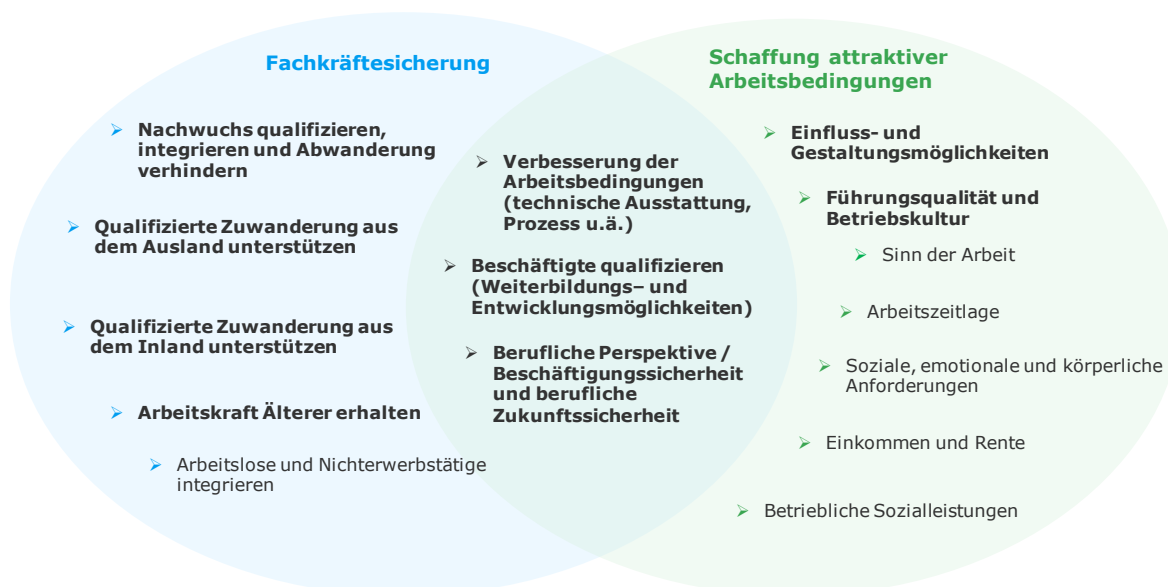 Fachkräftesicherung
➢ Nachwuchs qualifizieren,
integrieren und Abwanderung
verhindern
➢ Qualifizierte Zuwanderung aus
dem Ausland unterstützen
➢ Qualifizierte Zuwanderung aus
dem Inland unterstützen
➢ Arbeitskraft Älterer erhalten
➢ Arbeitslose und Nichterwerbstätige
integrieren
➢ Verbesserung der
Arbeitsbedingungen
(technische Ausstattung,
Prozess u.ä.)
➢ Beschäftigte qualifizieren
(Weiterbildungs– und
Entwicklungsmöglichkeiten)
➢ Berufliche Perspektive /
Beschäftigungssicherheit
und berufliche
Zukunftssicherheit
Schaffung attraktiver
Arbeitsbedingungen
➢ Einfluss- und
Gestaltungsmöglichkeiten
➢ Führungsqualität und
Betriebskultur
➢ Sinn der Arbeit
➢ Arbeitszeitlage
➢ Soziale, emotionale und körperliche
Anforderungen
➢ Einkommen und Rente
➢ Betriebliche Sozialleistungen